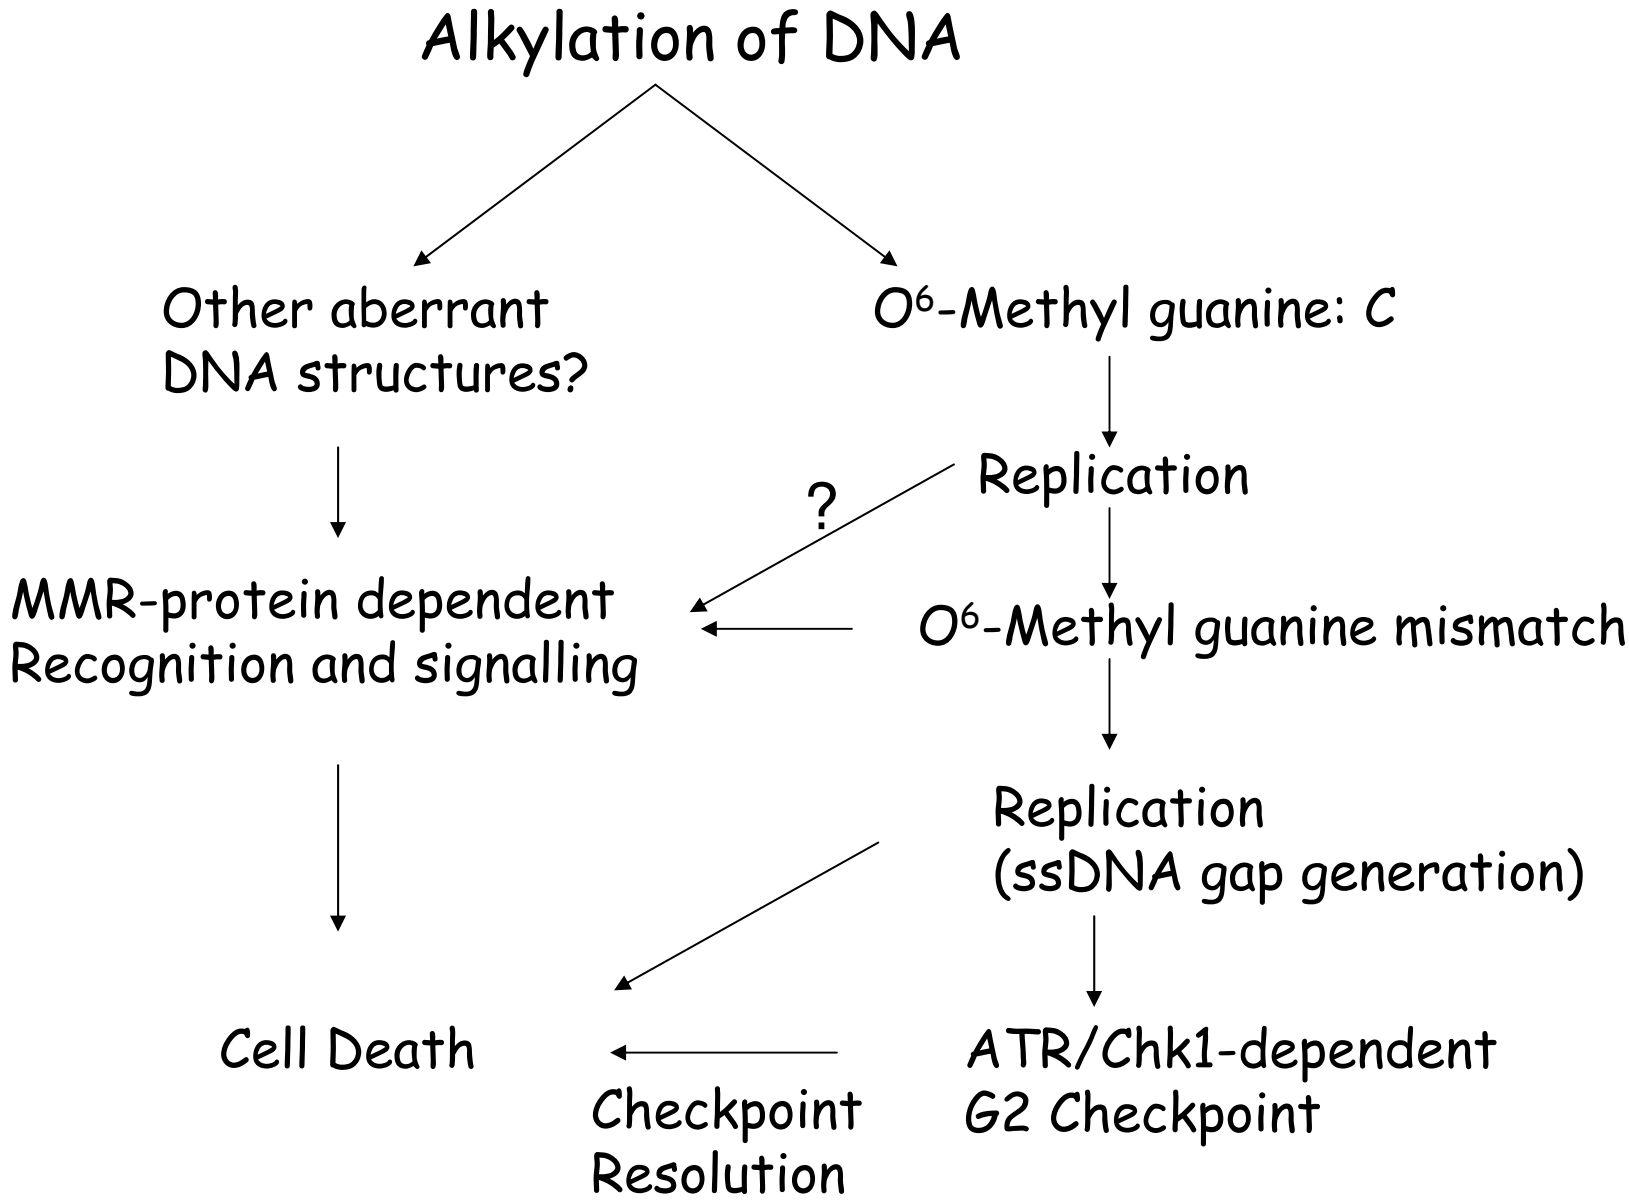 Alkylation of DNA
Other aberrant
DNA structures?
O⁶-Methyl guanine: C
Replication
?
MMR-protein dependent
Recognition and signalling
O⁶-Methyl guanine mismatch
Replication
(ssDNA gap generation)
Cell Death
ATR/Chk1-dependent
G2 Checkpoint
Checkpoint
Resolution